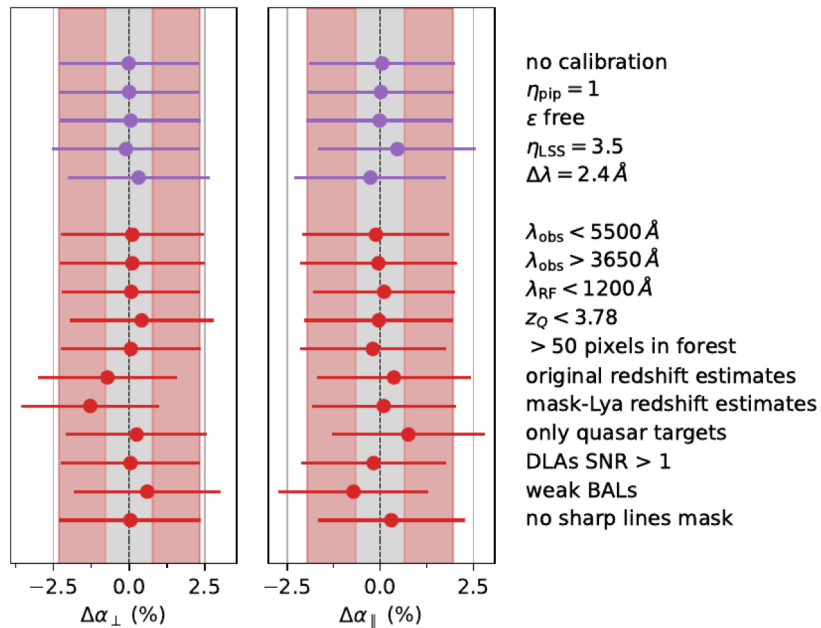 no calibration
η_pip = 1
ε free
η_LSS = 3.5
Δλ = 2.4 Å
λ_obs < 5500 Å
λ_obs > 3650 Å
λ_RF < 1200 Å
z_Q < 3.78
> 50 pixels in forest
original redshift estimates
mask-Lya redshift estimates
only quasar targets
DLAs SNR > 1
weak BALs
no sharp lines mask
−2.5 0.0 2.5 −2.5 0.0 2.5
Δα_⊥ (%) Δα_∥ (%)